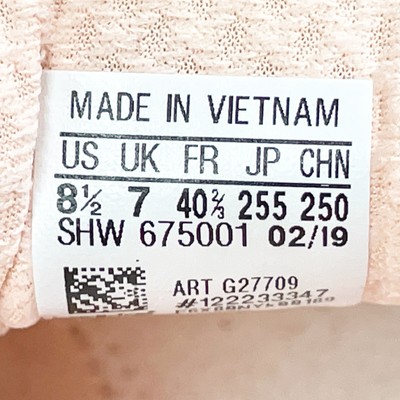 MADE IN VIETNAM
US UK FR JP CHN
8½ 7 40⅔ 255 250
SHW 675001 02/19
ART G27709
#122233347